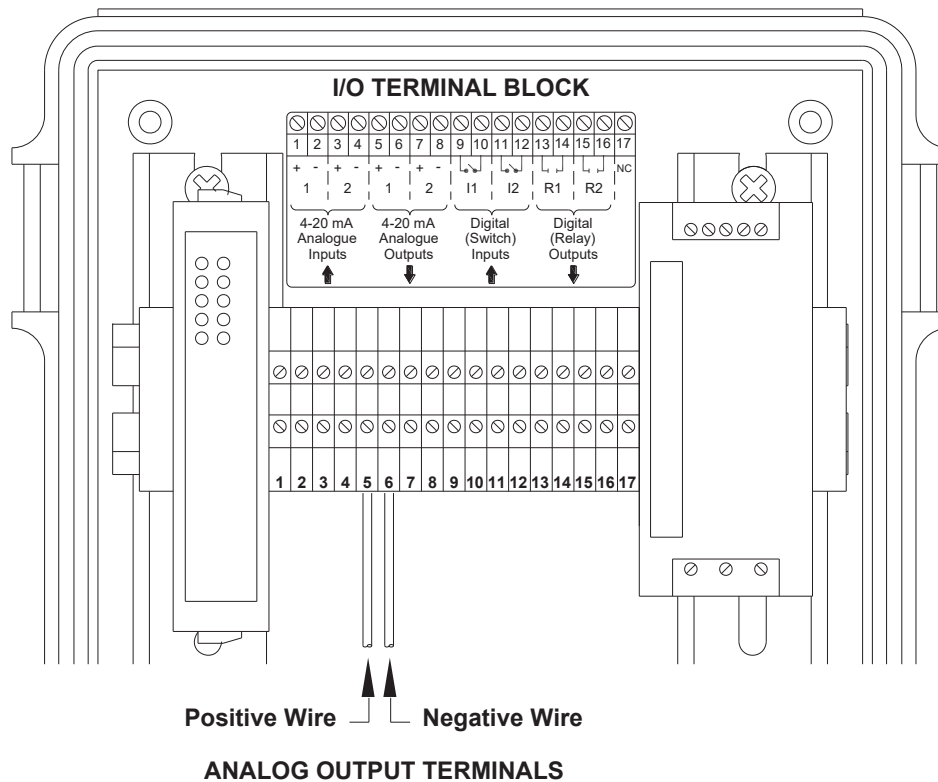 I/O TERMINAL BLOCK
1 2 3 4 5 6 7 8 9 10 11 12 13 14 15 16 17
+ - + - + - + - NC
1 2 1 2 I1 I2 R1 R2
4-20 mA 4-20 mA Digital Digital
Analogue Analogue (Switch) (Relay)
Inputs Outputs Inputs Outputs
1 2 3 4 5 6 7 8 9 10 11 12 13 14 15 16 17
Positive Wire Negative Wire
ANALOG OUTPUT TERMINALS